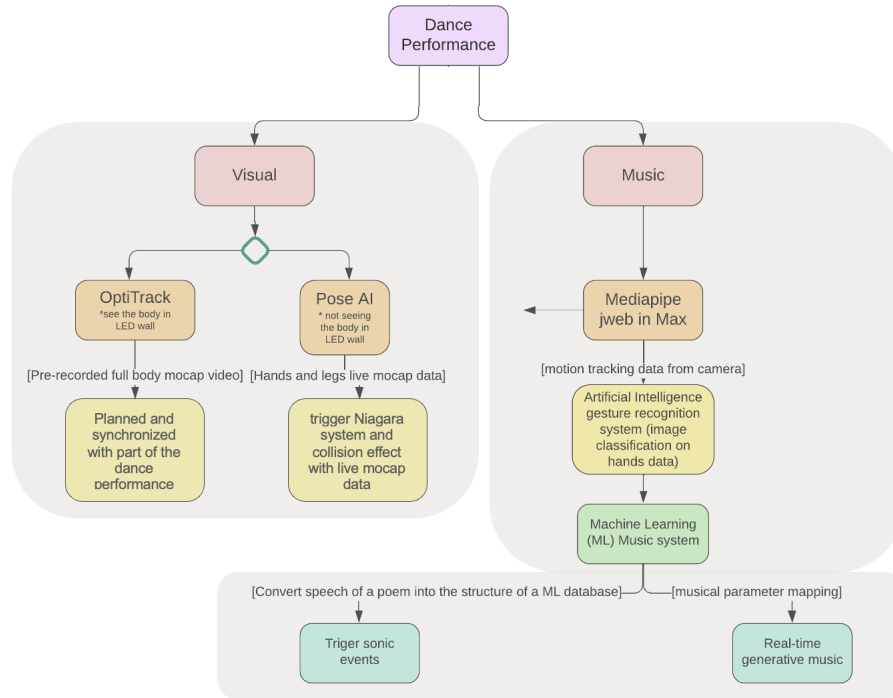 Dance
Performance
Visual
Music
OptiTrack
*see the body in
LED wall
Pose AI
* not seeing
the body in
LED wall
Mediapipe
jweb in Max
[Pre-recorded full body mocap video]
[Hands and legs live mocap data]
[motion tracking data from camera]
Planned and
synchronized
with part of the
dance
performance
trigger Niagara
system and
collision effect
with live mocap
data
Artificial Intelligence
gesture recognition
system (image
classification on
hands data)
Machine Learning
(ML) Music system
[Convert speech of a poem into the structure of a ML database]
[musical parameter mapping]
Triger sonic
events
Real-time
generative music